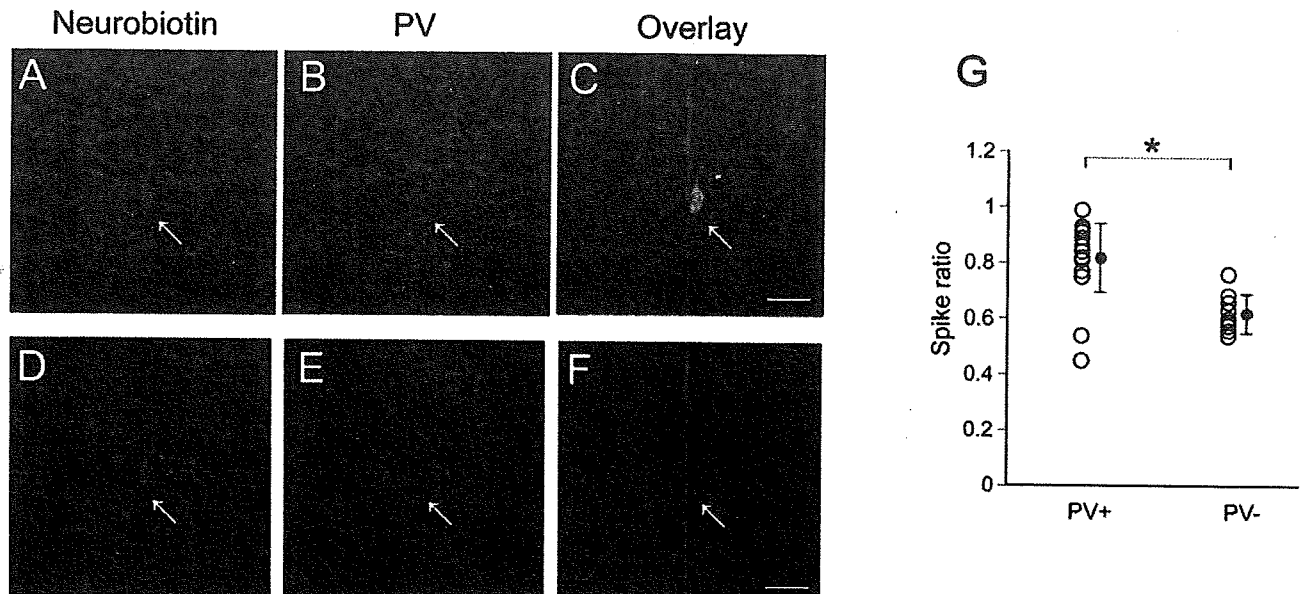 Neurobiotin PV Overlay
A B C
D E F
G
*
1.2
1
0.8
0.6
0.4
0.2
0
Spike ratio
PV+ PV-